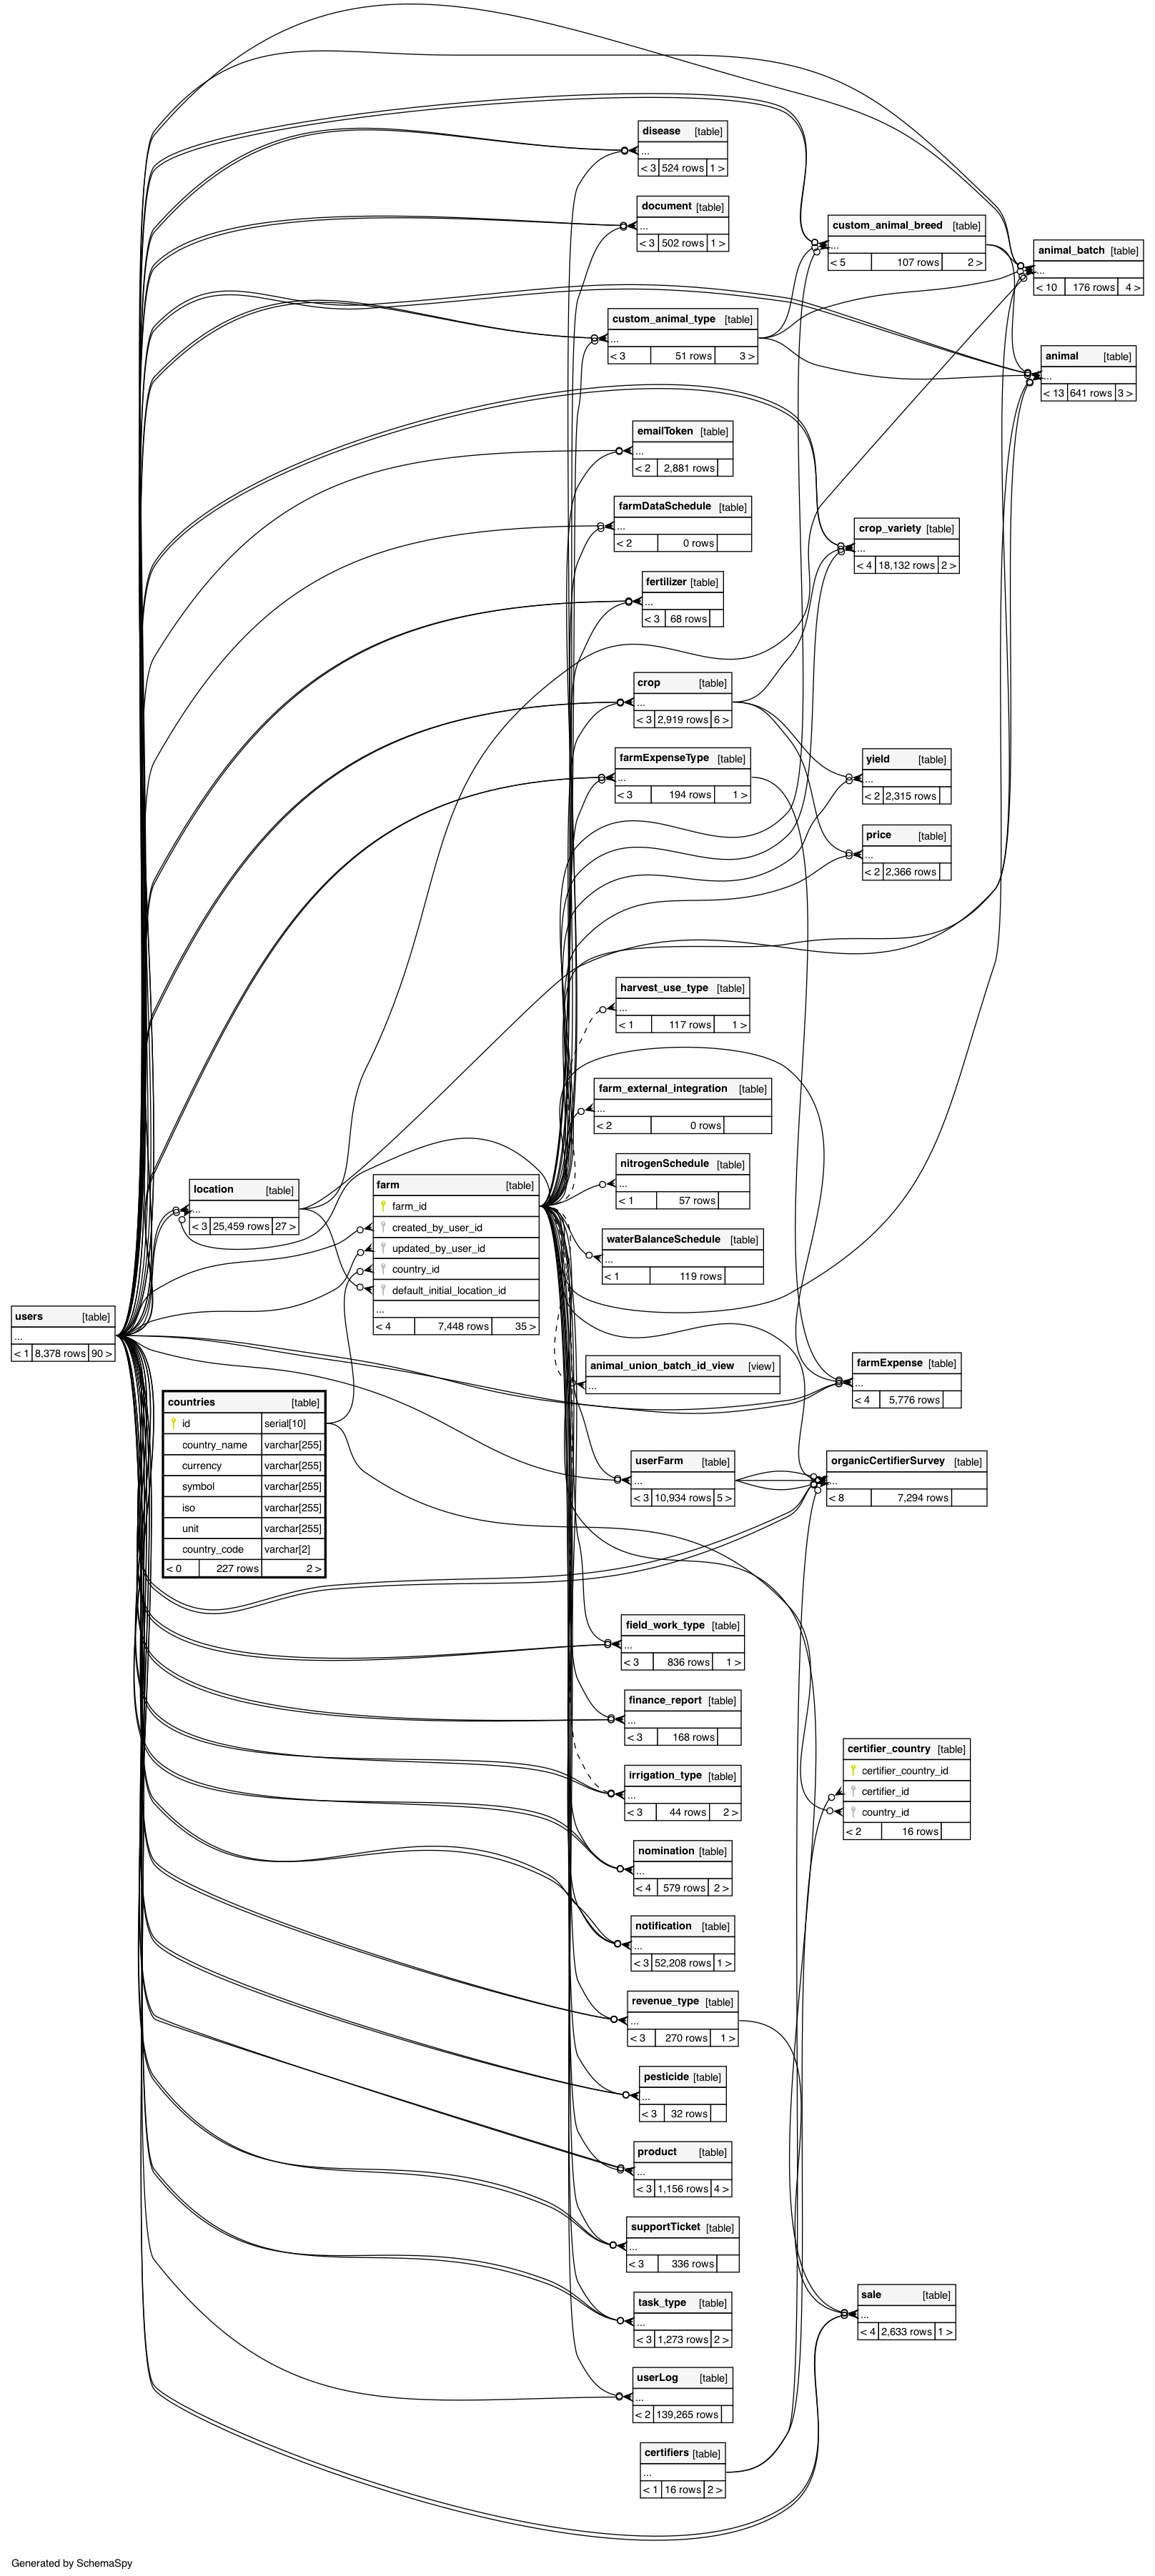 disease [table]
...
< 3 524 rows 1 >
document [table]
...
< 3 502 rows 1 >
custom_animal_breed [table]
...
< 5 107 rows 2 >
animal_batch [table]
...
< 10 176 rows 4 >
custom_animal_type [table]
...
< 3 51 rows 3 >
animal [table]
...
< 13 641 rows 3 >
emailToken [table]
...
< 2 2,881 rows
farmDataSchedule [table]
...
< 2 0 rows
crop_variety [table]
...
< 4 18,132 rows 2 >
fertilizer [table]
...
< 3 68 rows
crop [table]
...
< 3 2,919 rows 6 >
farmExpenseType [table]
...
< 3 194 rows 1 >
yield [table]
...
< 2 2,315 rows
price [table]
...
< 2 2,366 rows
harvest_use_type [table]
...
< 1 117 rows 1 >
farm_external_integration [table]
...
< 2 0 rows
nitrogenSchedule [table]
...
< 1 57 rows
location [table]
...
< 3 25,459 rows 27 >
farm [table]
farm_id
created_by_user_id
updated_by_user_id
country_id
default_initial_location_id
...
< 4 7,448 rows 35 >
waterBalanceSchedule [table]
...
< 1 119 rows
users [table]
...
< 1 8,378 rows 90 >
animal_union_batch_id_view [view]
...
farmExpense [table]
...
< 4 5,776 rows
countries [table]
id serial[10]
country_name varchar[255]
currency varchar[255]
symbol varchar[255]
iso varchar[255]
unit varchar[255]
country_code varchar[2]
< 0 227 rows 2 >
userFarm [table]
...
< 3 10,934 rows 5 >
organicCertifierSurvey [table]
...
< 8 7,294 rows
field_work_type [table]
...
< 3 836 rows 1 >
finance_report [table]
...
< 3 168 rows
certifier_country [table]
certifier_country_id
certifier_id
country_id
< 2 16 rows
irrigation_type [table]
...
< 3 44 rows 2 >
nomination [table]
...
< 4 579 rows 2 >
notification [table]
...
< 3 52,208 rows 1 >
revenue_type [table]
...
< 3 270 rows 1 >
pesticide [table]
...
< 3 32 rows
product [table]
...
< 3 1,156 rows 4 >
supportTicket [table]
...
< 3 336 rows
task_type [table]
...
< 3 1,273 rows 2 >
sale [table]
...
< 4 2,633 rows 1 >
userLog [table]
...
< 2 139,265 rows
certifiers [table]
...
< 1 16 rows 2 >
Generated by SchemaSpy